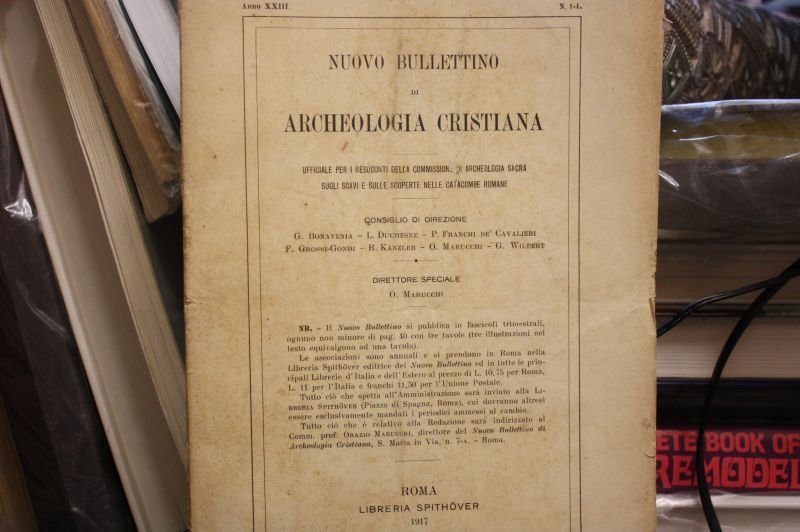 Anno XXIII.
N. 1-4.
NUOVO BULLETTINO
DI
ARCHEOLOGIA CRISTIANA
UFFICIALE PER I RESOCONTI DELLA COMMISSION. DI ARCHEOLOGIA SACRA
SUGLI SCAVI E SULLE SCOPERTE NELLE CATACOMBE ROMANE
CONSIGLIO DI DIREZIONE
G. BONAVENIA – L. DUCHESNE – P. FRANCHI DE' CAVALIERI
F. GROSSI-GONDI – R. KANZLER – O. MARUCCHI – G. WILPERT
DIRETTORE SPECIALE
O. MARUCCHI
NB. – Il Nuovo Bullettino si pubblica in fascicoli trimestrali,
ognuno non minore di pag. 40 con tre tavole (tre illustrazioni nel
testo equivalgono ad una tavola).
Le associazioni sono annuali e si prendono in Roma nella
Libreria Spithöver editrice del Nuovo Bullettino ed in tutte le prin-
cipali Librerie d'Italia e dell'Estero al prezzo di L. 10,75 per Roma,
L. 11 per l'Italia e franchi 11,50 per l'Unione Postale.
Tutto ciò che spetta all'Amministrazione sarà inviato alla LI-
BRERIA SPITHÖVER (Piazza di Spagna, Roma), cui dovranno altresì
essere esclusivamente mandati i periodici ammessi al cambio.
Tutto ciò che è relativo alla Redazione sarà indirizzato al
Comm. prof. ORAZIO MARUCCHI, direttore del Nuovo Bullettino di
Archeologia Cristiana, S. Maria in Via, n. 7-A. – Roma.
ROMA
LIBRERIA SPITHÖVER
1917
ETE BOOK OF
REMODEL